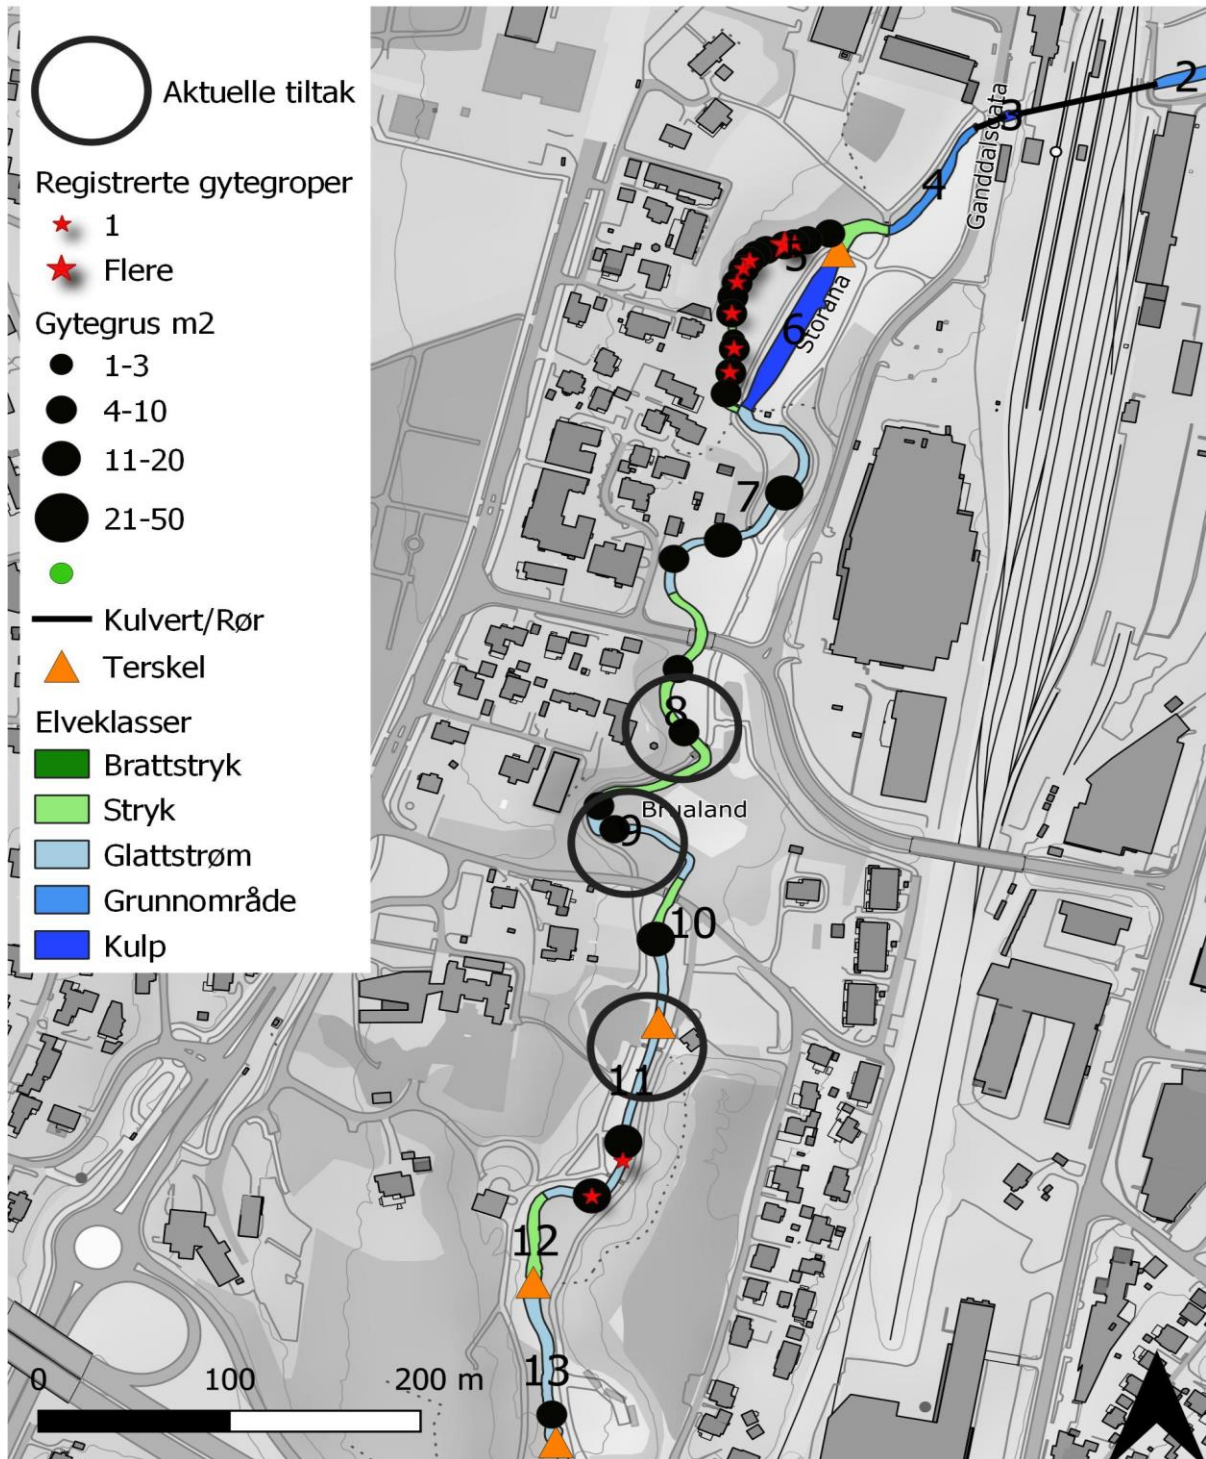 Aktuelle tiltak
Registrerte gytegroper
1
Flere
Gytegrus m2
1-3
4-10
11-20
21-50
Kulvert/Rør
Terskel
Elveklasser
Brattstryk
Stryk
Glattstrøm
Grunnområde
Kulp
2
3
Ganddalsgata
4
5
Storåna
6
7
8
Brualand
9
10
11
12
13
0 100 200 m